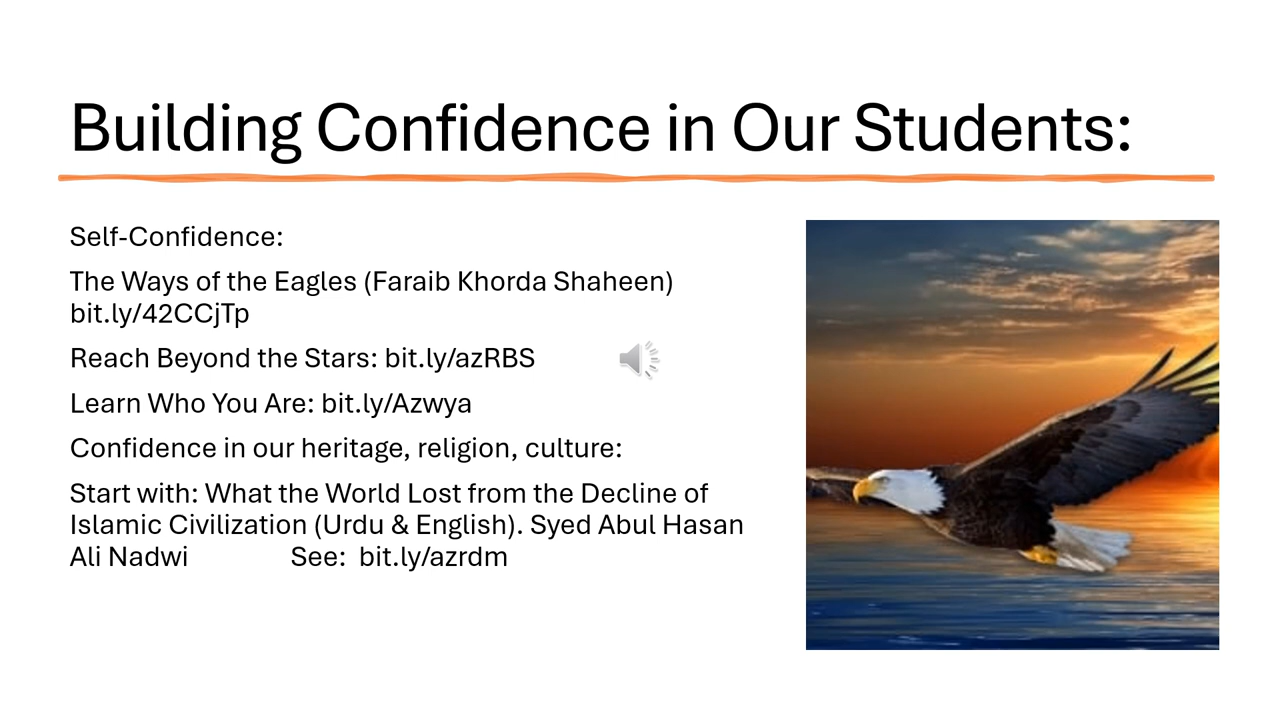 Building Confidence in Our Students:
Self-Confidence:
The Ways of the Eagles (Faraib Khorda Shaheen)
bit.ly/42CCjTp
Reach Beyond the Stars: bit.ly/azRBS
Learn Who You Are: bit.ly/Azwya
Confidence in our heritage, religion, culture:
Start with: What the World Lost from the Decline of
Islamic Civilization (Urdu & English). Syed Abul Hasan
Ali Nadwi See: bit.ly/azrdm